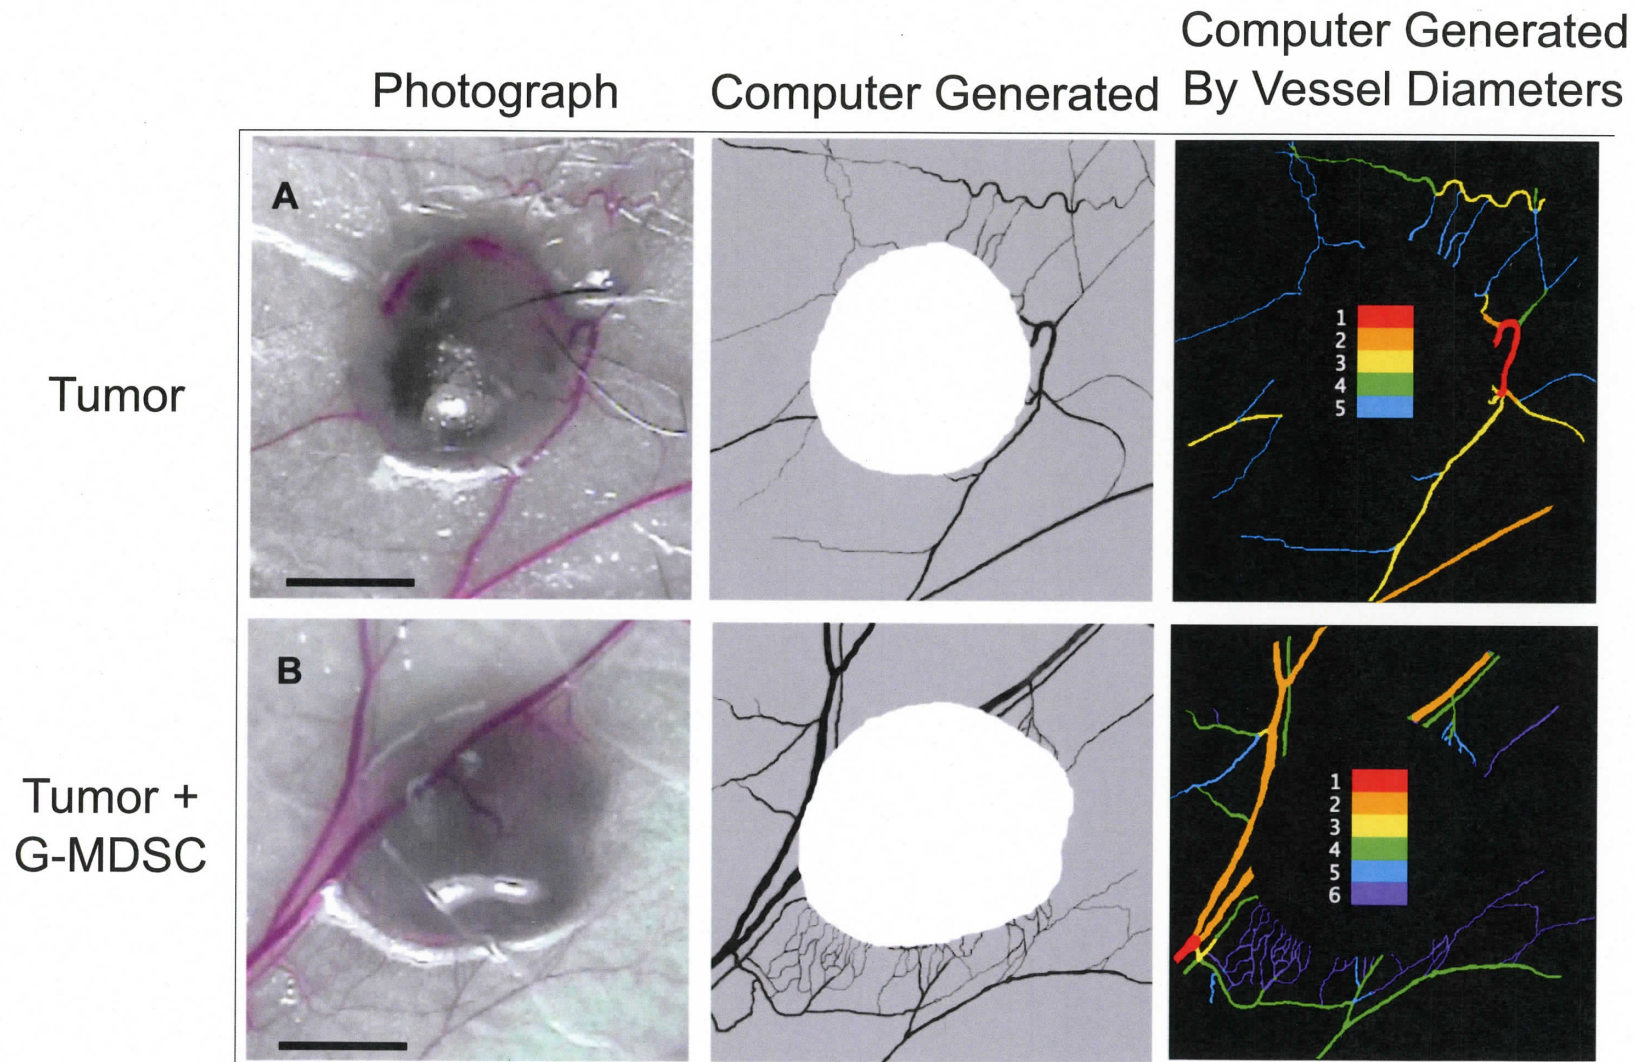 Computer Generated
Photograph
Computer Generated
By Vessel Diameters
Tumor
A
1
2
3
4
5
Tumor +
G-MDSC
B
1
2
3
4
5
6